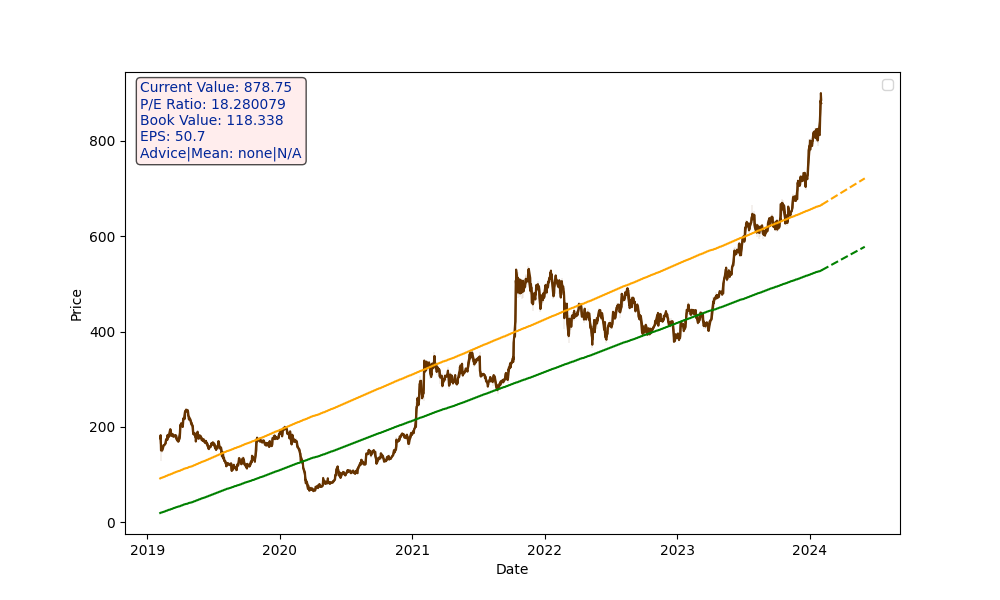 Current Value: 878.75
P/E Ratio: 18.280079
Book Value: 118.338
EPS: 50.7
Advice|Mean: none|N/A
800
600
400
200
0
Price
2019 2020 2021 2022 2023 2024
Date